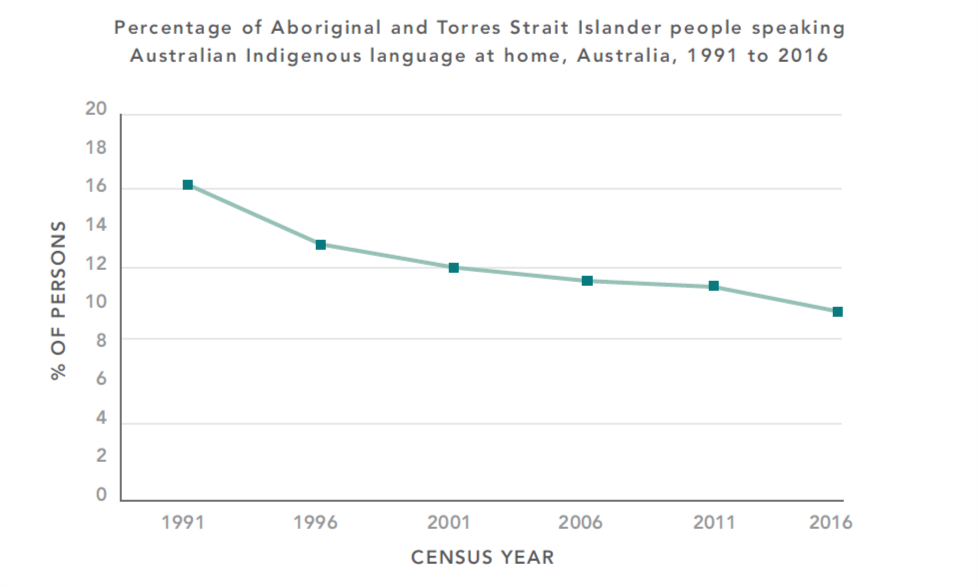 Percentage of Aboriginal and Torres Strait Islander people speaking
Australian Indigenous language at home, Australia, 1991 to 2016
20
18
16
14
12
10
8
6
4
2
0
% OF PERSONS
1991 1996 2001 2006 2011 2016
CENSUS YEAR